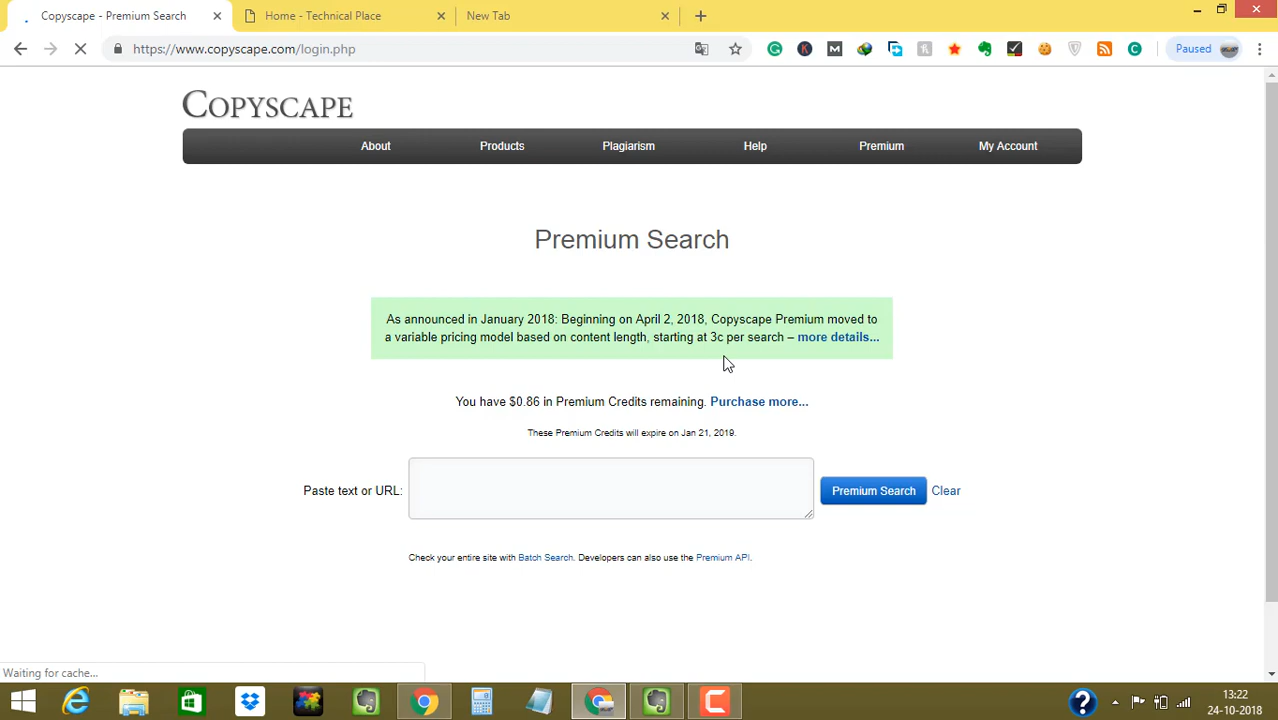 Copyscape - Premium Search
Home - Technical Place
New Tab
https://www.copyscape.com/login.php
Paused
COPYSCAPE
About
Products
Plagiarism
Help
Premium
My Account
Premium Search
As announced in January 2018: Beginning on April 2, 2018, Copyscape Premium moved to
a variable pricing model based on content length, starting at 3c per search – more details...
You have $0.86 in Premium Credits remaining. Purchase more...
These Premium Credits will expire on Jan 21, 2019.
Paste text or URL:
Premium Search
Clear
Check your entire site with Batch Search. Developers can also use the Premium API.
Waiting for cache...
13:22
24-10-2018